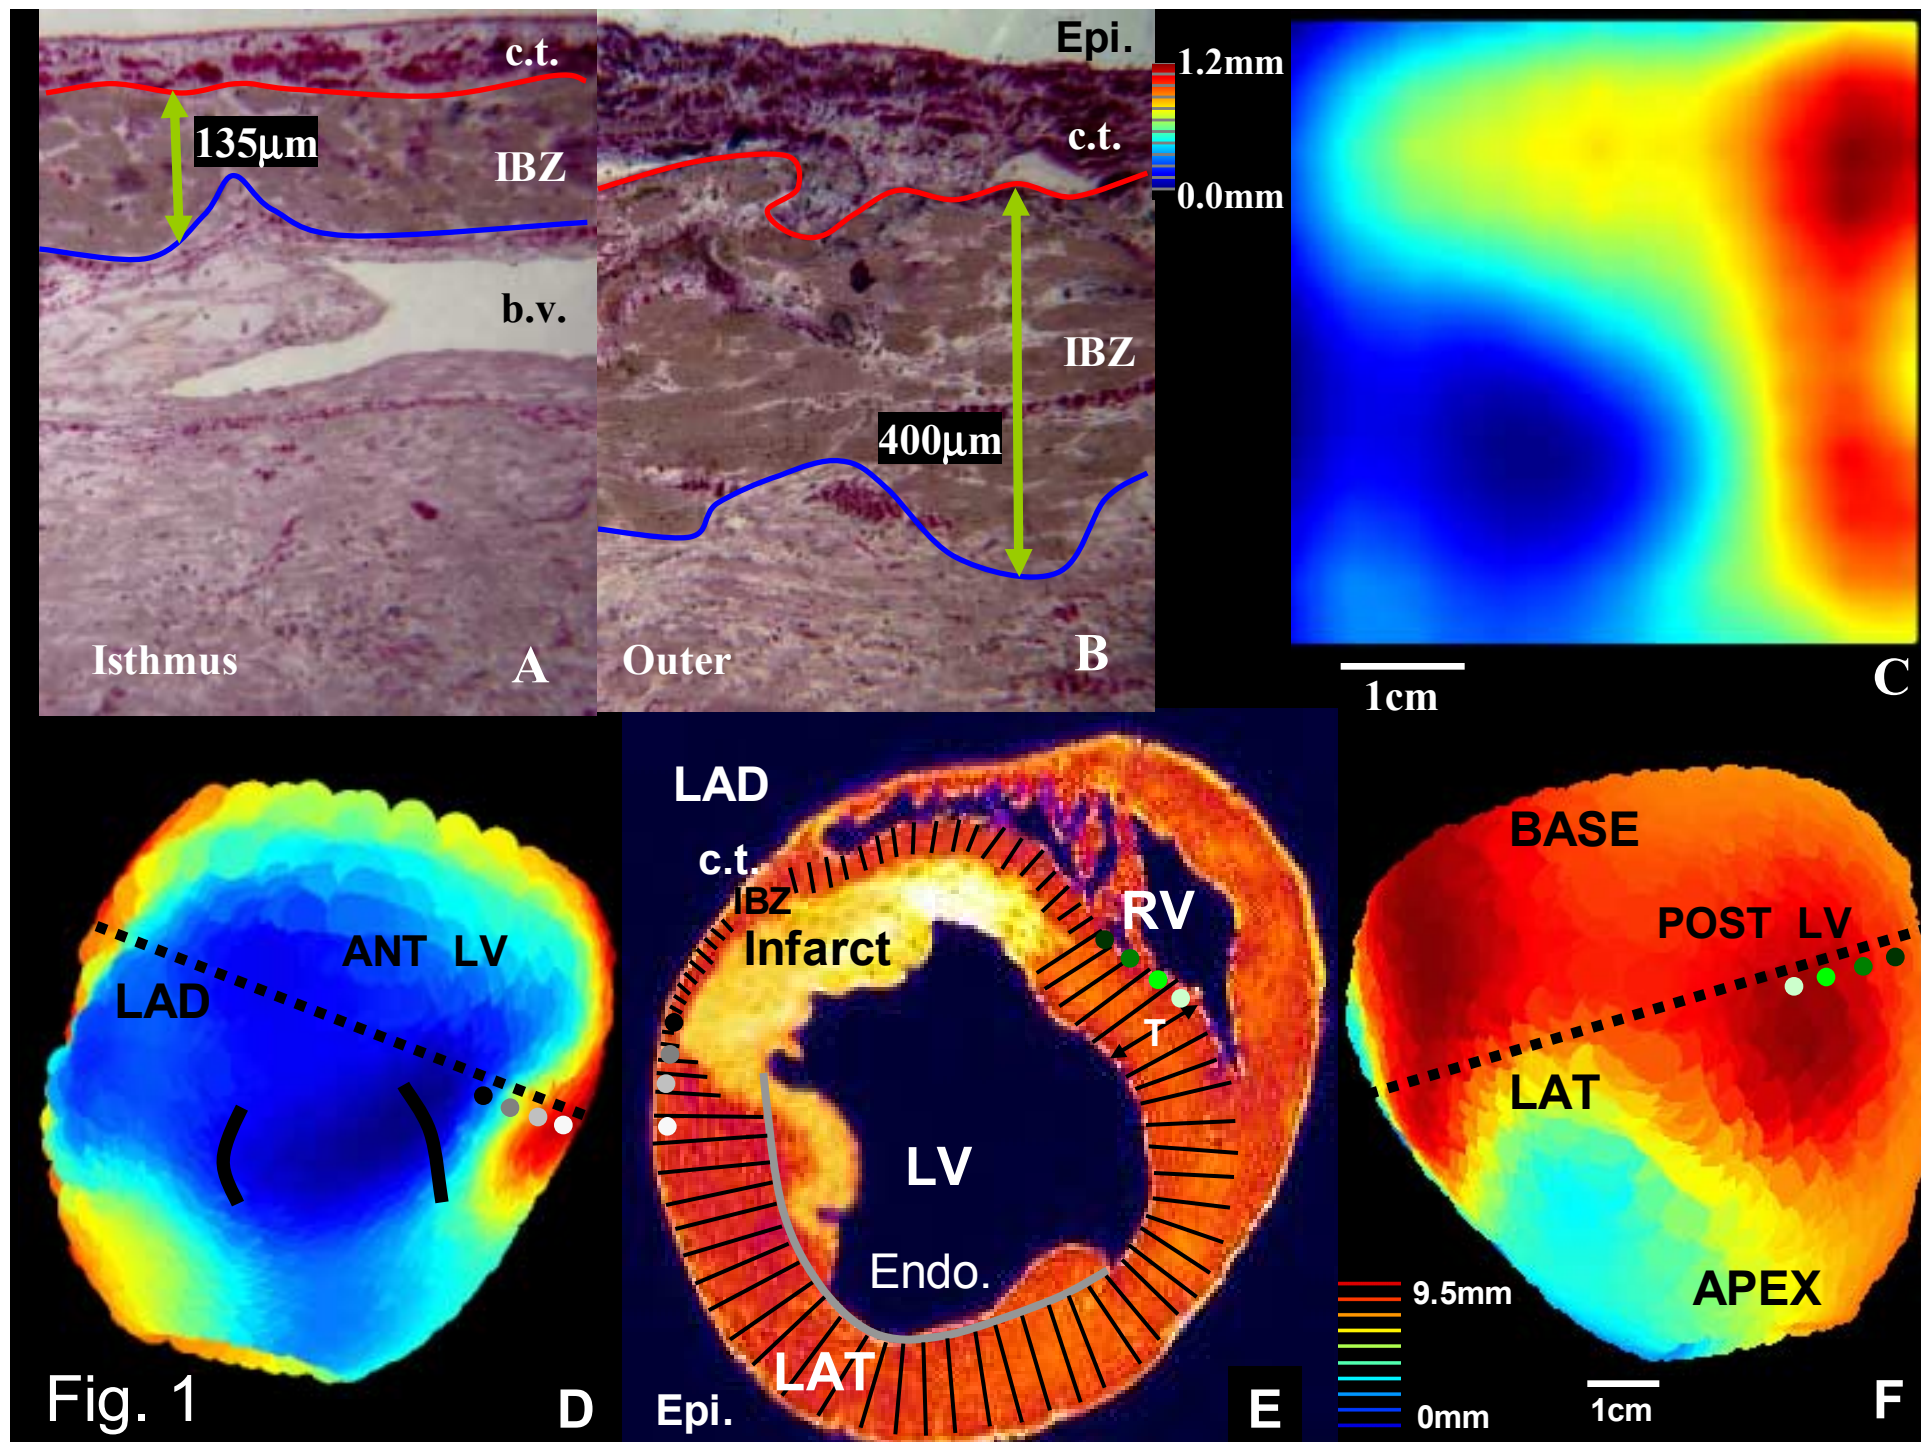 c.t.
135μm
IBZ
b.v.
Isthmus
A
Epi.
c.t.
IBZ
400μm
Outer
B
1.2mm
0.0mm
1cm
C
ANT LV
LAD
Fig. 1
D
LAD
c.t.
IBZ
Infarct
RV
T
LV
Endo.
LAT
Epi.
E
BASE
POST LV
LAT
APEX
9.5mm
0mm
1cm
F